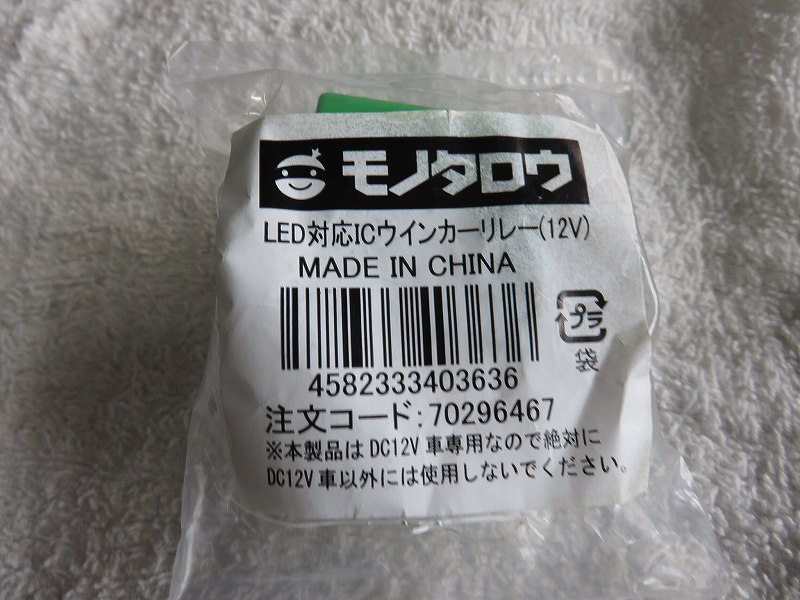 モノタロウ
LED対応ICウインカーリレー(12V)
MADE IN CHINA
プラ
袋
4582333403636
注文コード:70296467
※本製品はDC12V車専用なので絶対に
DC12V車以外には使用しないでください。